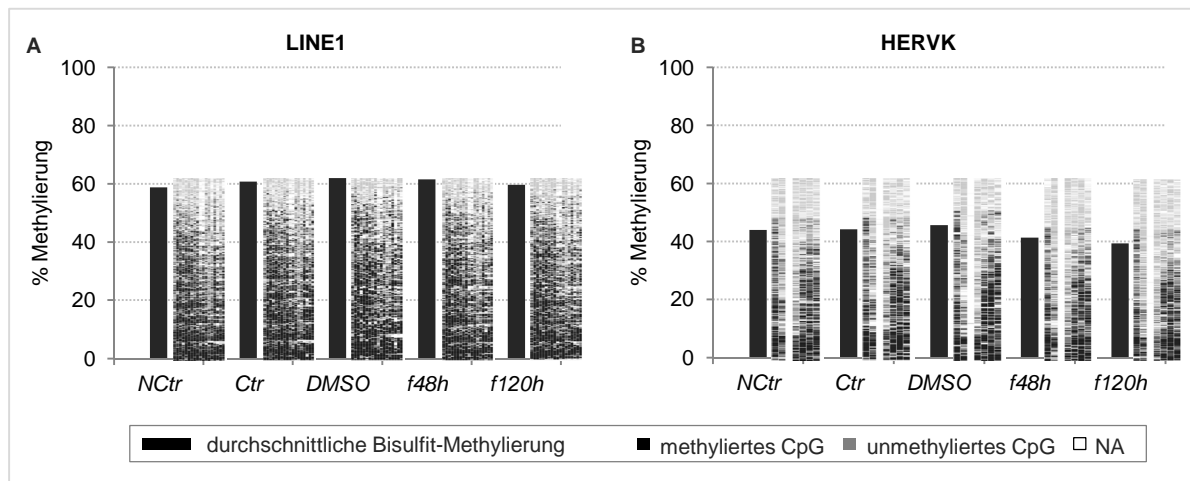 A LINE1
% Methylierung
100
80
60
40
20
0
NCtr Ctr DMSO f48h f120h
B HERVK
% Methylierung
100
80
60
40
20
0
NCtr Ctr DMSO f48h f120h
durchschnittliche Bisulfit-Methylierung methyliertes CpG unmethyliertes CpG NA